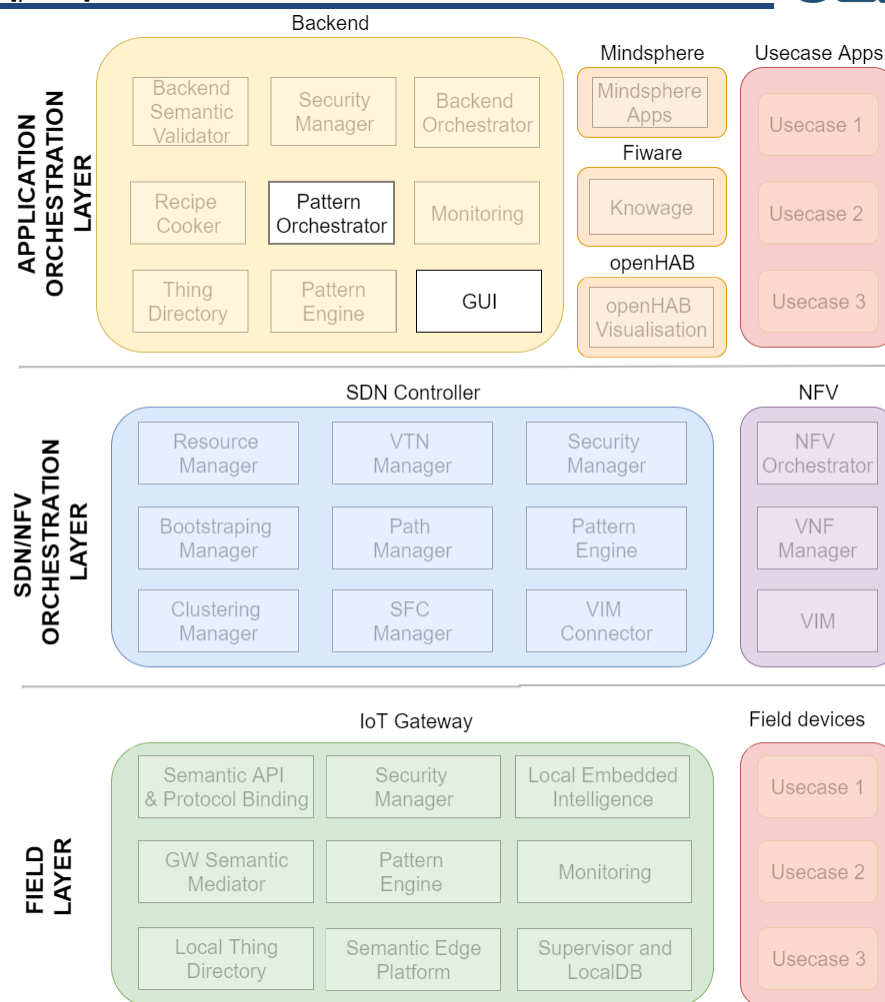 Backend
Mindsphere
Usecase Apps
APPLICATION
ORCHESTRATION
LAYER
Backend
Semantic
Validator
Security
Manager
Backend
Orchestrator
Mindsphere
Apps
Usecase 1
Fiware
Recipe
Cooker
Pattern
Orchestrator
Monitoring
Knowage
Usecase 2
openHAB
Thing
Directory
Pattern
Engine
GUI
openHAB
Visualisation
Usecase 3
SDN Controller
NFV
SDN/NFV
ORCHESTRATION
LAYER
Resource
Manager
VTN
Manager
Security
Manager
NFV
Orchestrator
Bootstraping
Manager
Path
Manager
Pattern
Engine
VNF
Manager
Clustering
Manager
SFC
Manager
VIM
Connector
VIM
IoT Gateway
Field devices
FIELD
LAYER
Semantic API
& Protocol Binding
Security
Manager
Local Embedded
Intelligence
Usecase 1
GW Semantic
Mediator
Pattern
Engine
Monitoring
Usecase 2
Local Thing
Directory
Semantic Edge
Platform
Supervisor and
LocalDB
Usecase 3